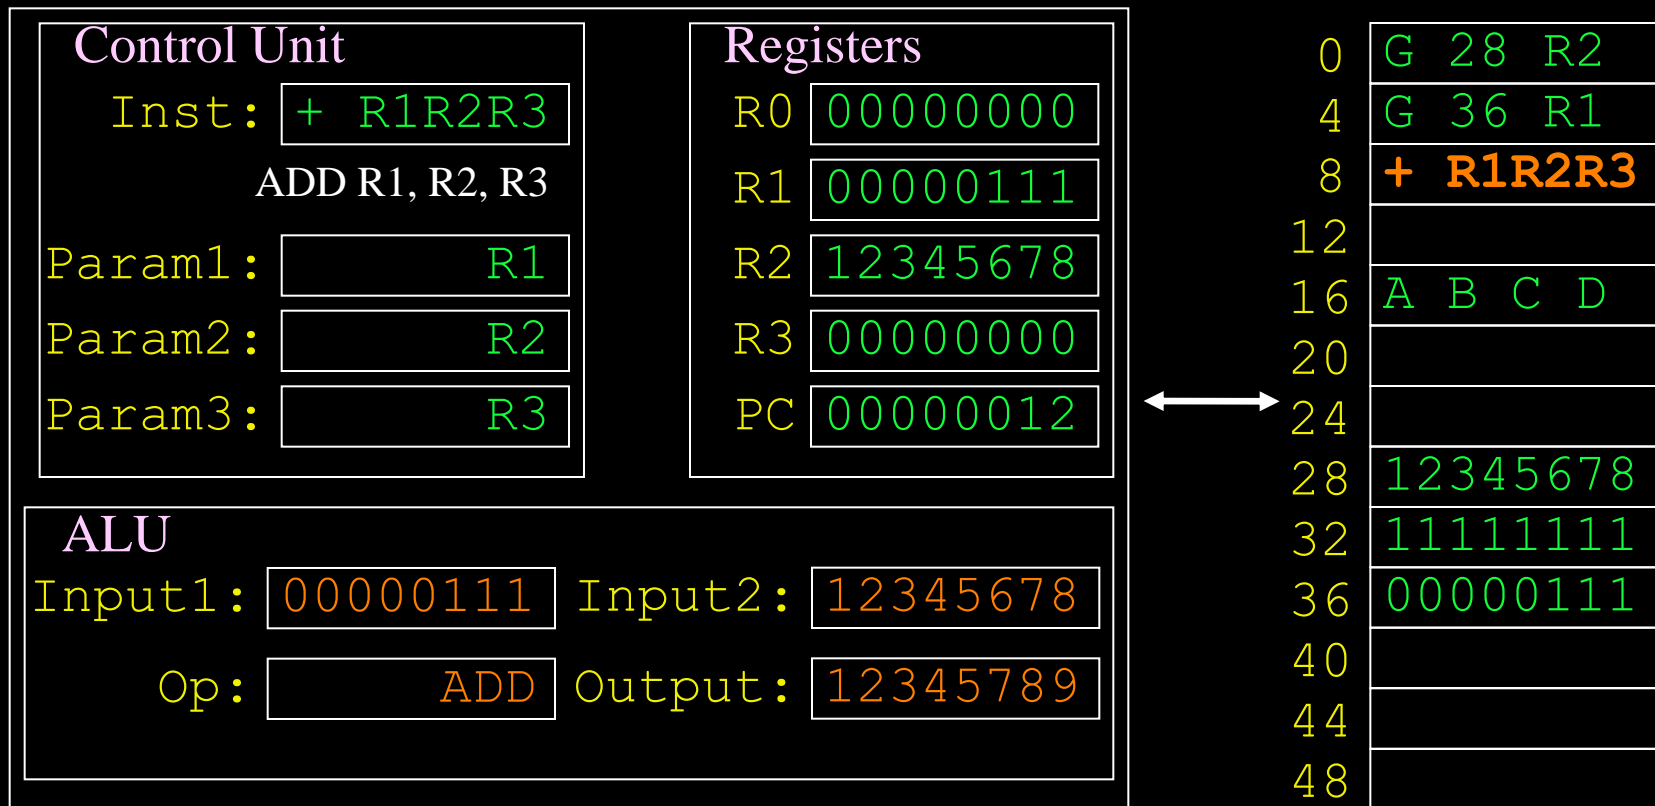 Control Unit
Inst: + R1R2R3
ADD R1, R2, R3
Param1: R1
Param2: R2
Param3: R3
Registers
R0 00000000
R1 00000111
R2 12345678
R3 00000000
PC 00000012
ALU
Input1: 00000111 Input2: 12345678
Op: ADD Output: 12345789
0 G 28 R2
4 G 36 R1
8 + R1R2R3
12
16 A B C D
20
24
28 12345678
32 11111111
36 00000111
40
44
48